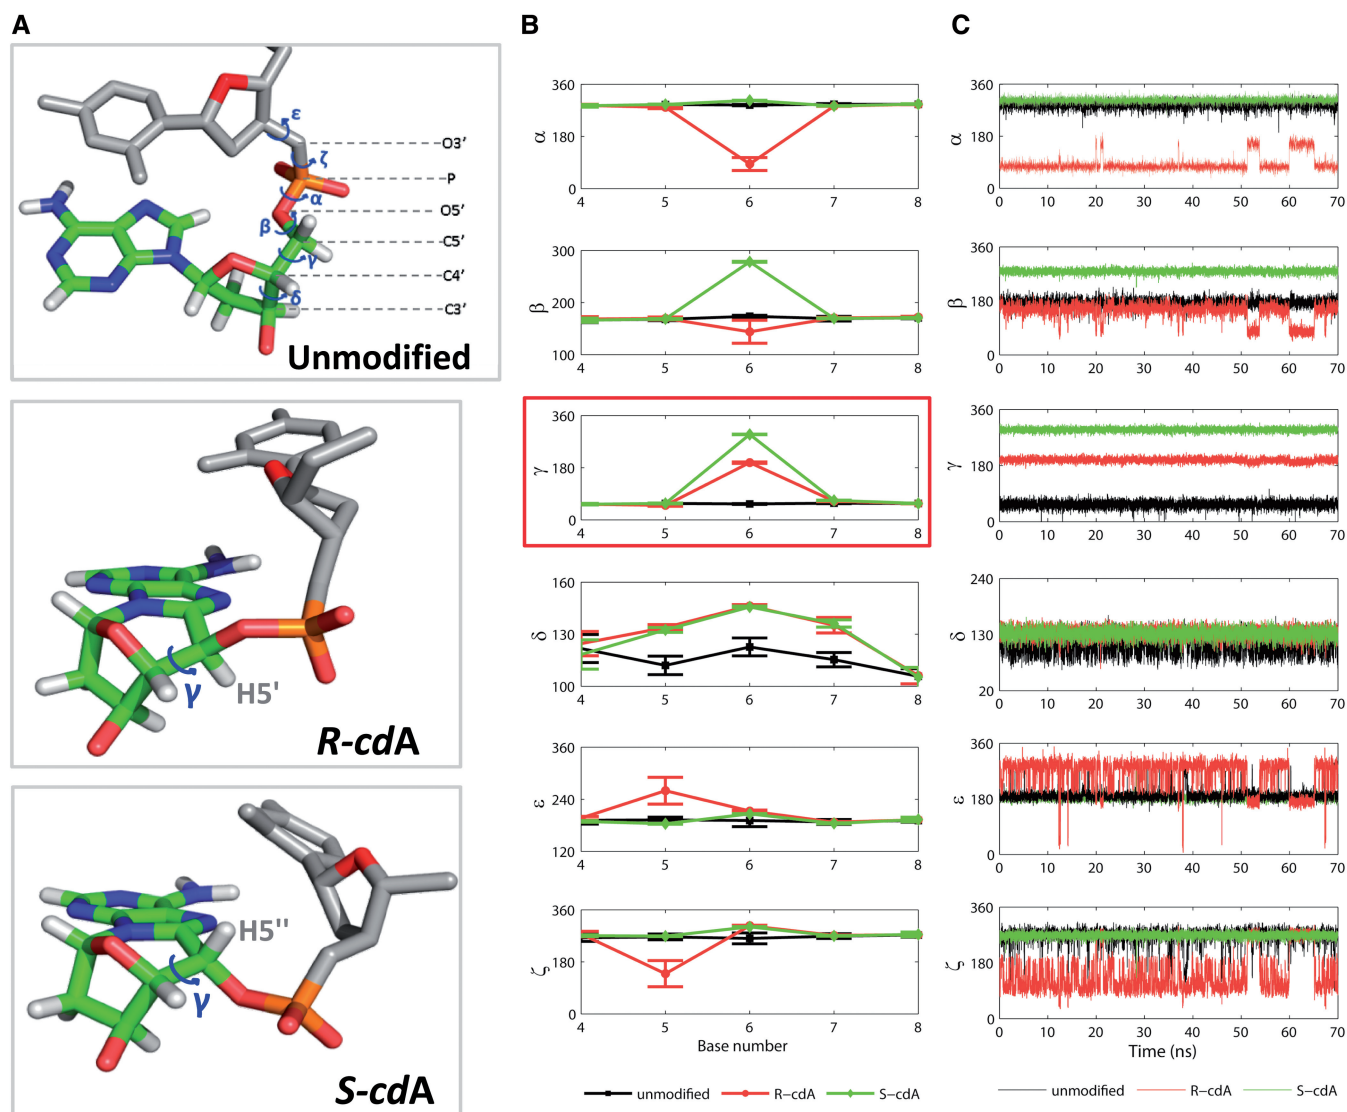 A
B
C
ε
O3'
ζ
P
α
O5'
β
C5'
γ
C4'
δ
C3'
Unmodified
γ
H5'
R-cdA
H5''
γ
S-cdA
α
360
180
0
β
300
200
100
4 5 6 7 8
γ
360
180
0
4 5 6 7 8
δ
160
130
100
4 5 6 7 8
ε
360
240
120
4 5 6 7 8
ζ
360
180
0
4 5 6 7 8
Base number
unmodified R-cdA S-cdA
α
360
180
0
0 10 20 30 40 50 60 70
β
360
180
0
0 10 20 30 40 50 60 70
γ
360
180
0
0 10 20 30 40 50 60 70
δ
240
130
20
0 10 20 30 40 50 60 70
ε
360
180
0
0 10 20 30 40 50 60 70
ζ
360
180
0
0 10 20 30 40 50 60 70
Time (ns)
unmodified R-cdA S-cdA